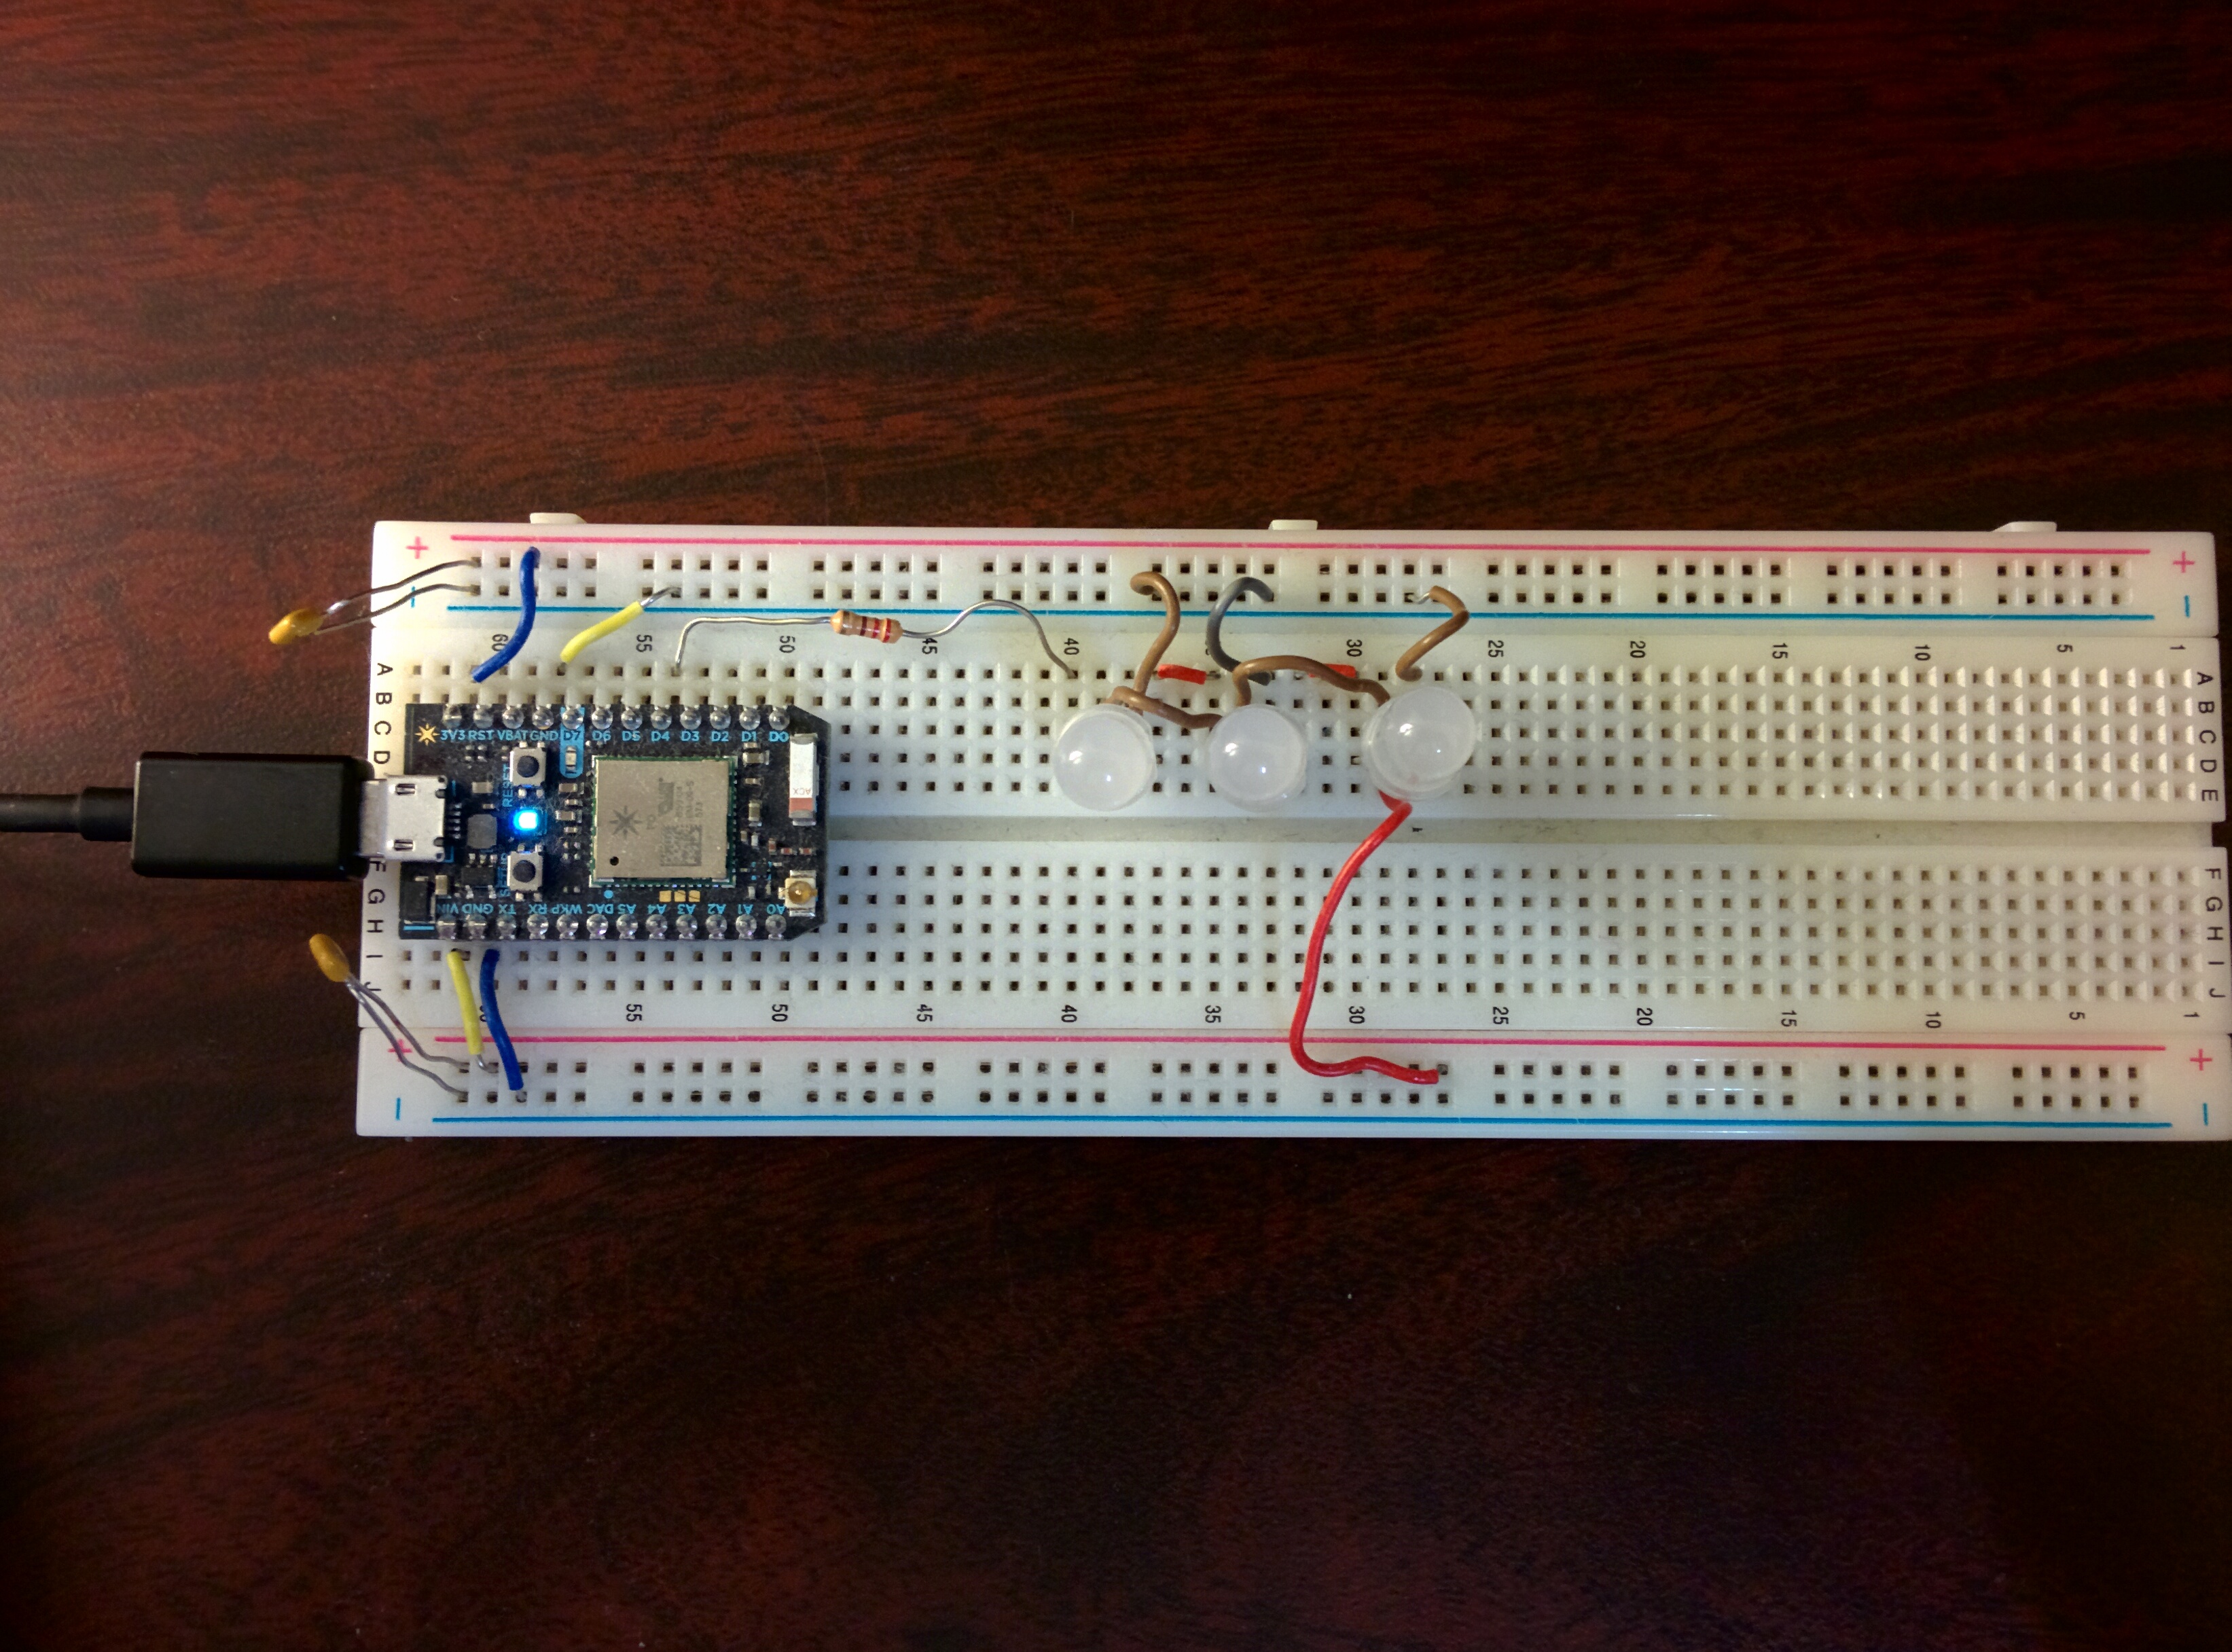 + +
- -
60 55 50 45 40 30 25 20 15 10 5 1
A A
B B
C C
D D
E
3V3 RST VBAT GND D7 D6 D5 D4 D3 D2 D1 D0
RESET
ACX
VIN GND TX RX WKP DAC A5 A4 A3 A2 A1 A0
F F
G G
H H
I I
J J
55 50 45 40 35 30 25 20 15 10 5 1
+ +
- -